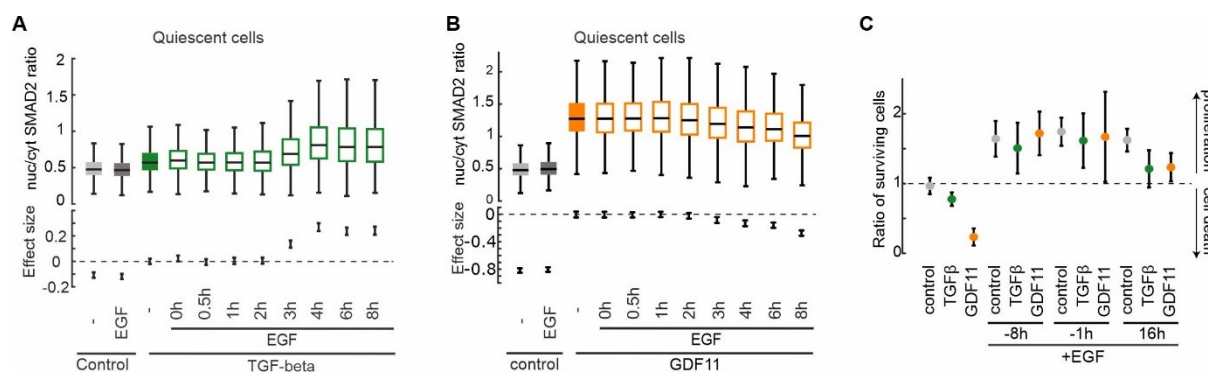 A
Quiescent cells
nuc/cyt SMAD2 ratio
2
1.5
1
0.5
0
Effect size
0.2
0
0.2
-
EGF
-
0h
0.5h
1h
2h
3h
4h
6h
8h
EGF
Control
TGF-beta
B
Quiescent cells
nuc/cyt SMAD2 ratio
2
1.5
1
0.5
0
Effect size
0
-0.4
-0.8
-
EGF
-
0h
0.5h
1h
2h
3h
4h
6h
8h
EGF
control
GDF11
C
Ratio of surviving cells
2
1
0
proliferation
cell death
control
TGFβ
GDF11
control
TGFβ
GDF11
control
TGFβ
GDF11
control
TGFβ
GDF11
-8h
-1h
16h
+EGF